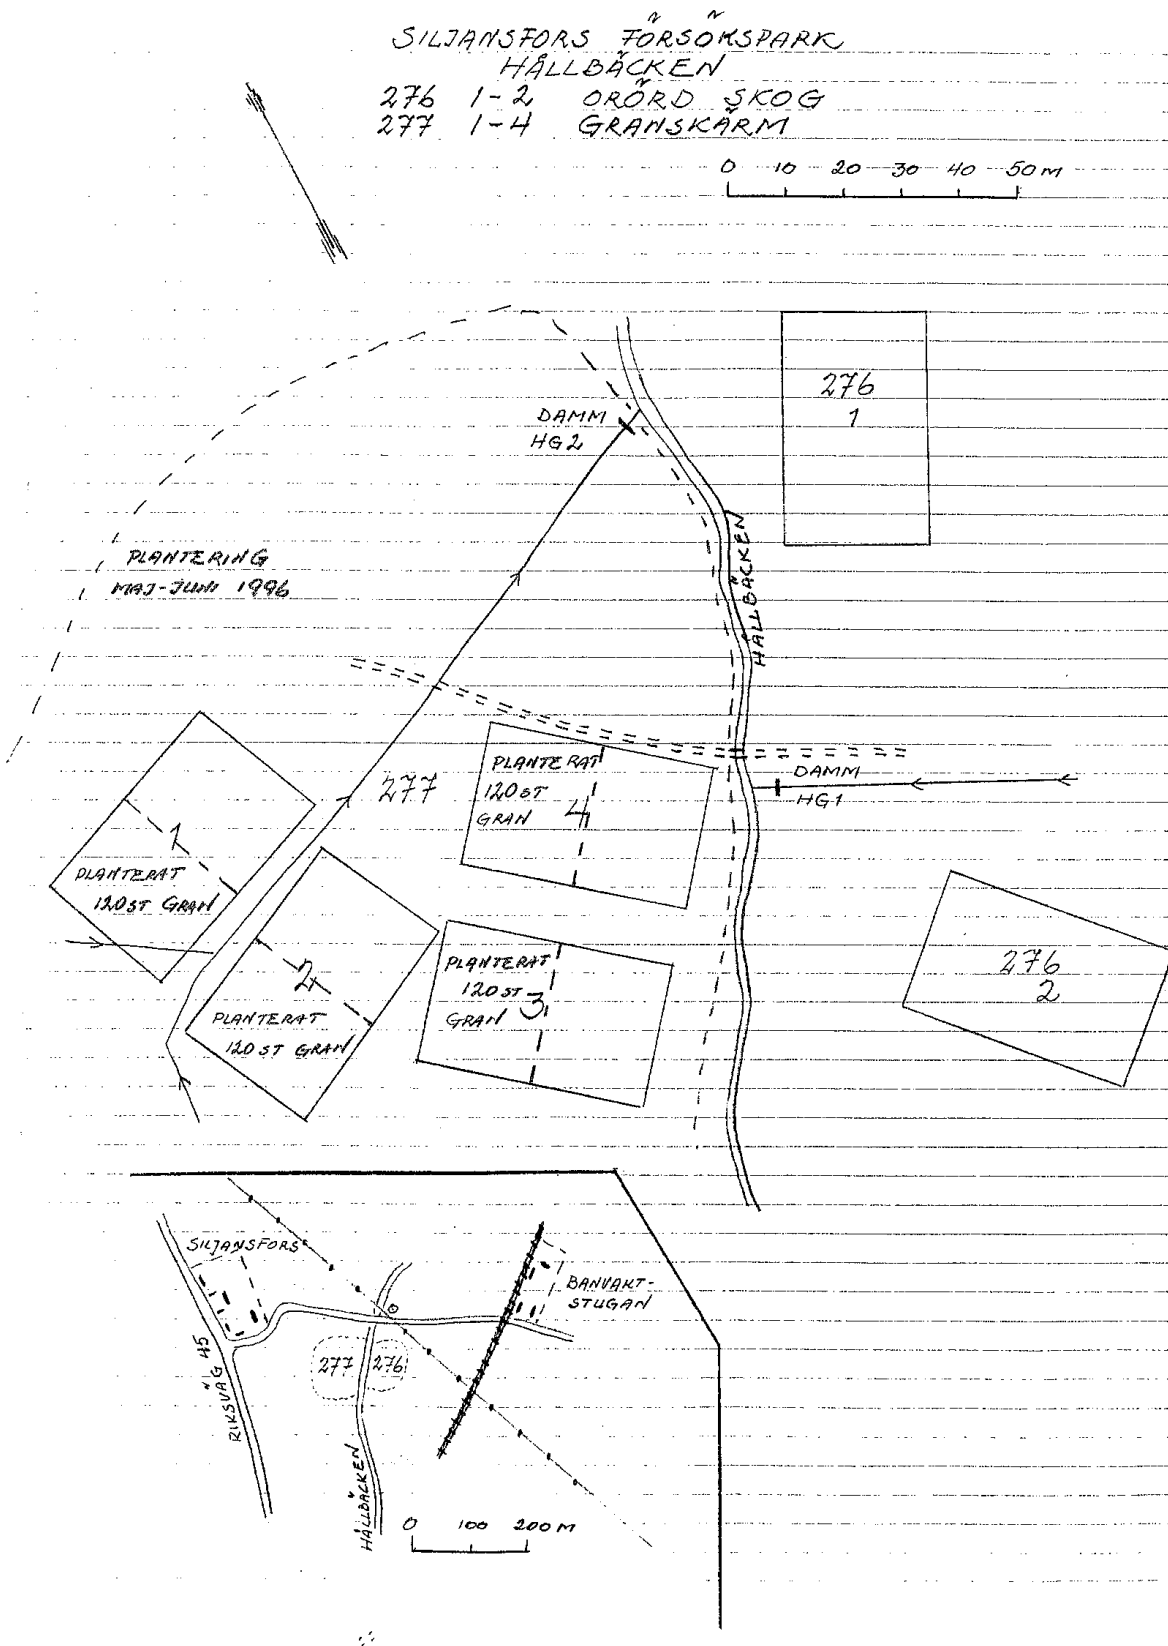 SILJANSFORS FÖRSÖKSPARK
HÅLLBÄCKEN
276 1-2 ORÖRD SKOG
277 1-4 GRANSKÄRM
0 10 20 30 40 50 M
276
1
DAMM
HG2
HÅLLBÄCKEN
PLANTERING
MAJ-JUNI 1996
277
PLANTERAT
120 ST
GRAN 4
DAMM
HG1
1
PLANTERAT
120 ST GRAN
2
PLANTERAT
120 ST GRAN
PLANTERAT
120 ST
GRAN 3
276
2
SILJANSFORS
BANVAKT-
STUGAN
RIKSVÄG 45
277 276
HÅLLBÄCKEN
0 100 200 M